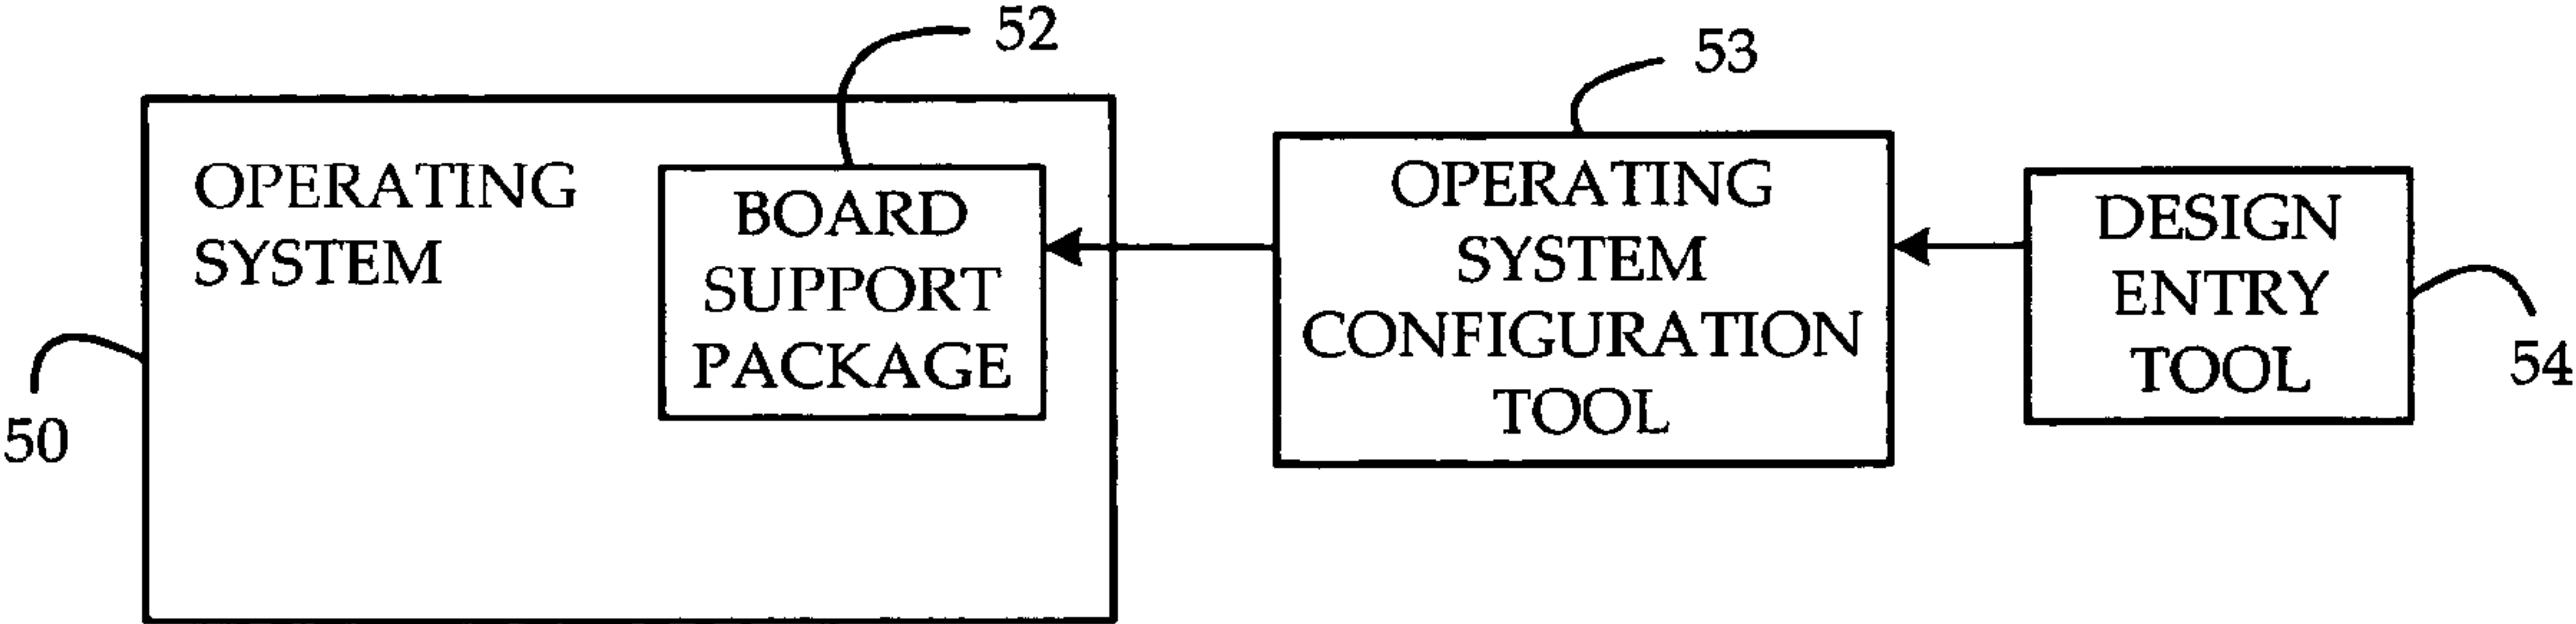 52
53
OPERATING
SYSTEM
BOARD
SUPPORT
PACKAGE
OPERATING
SYSTEM
CONFIGURATION
TOOL
DESIGN
ENTRY
TOOL
50
54